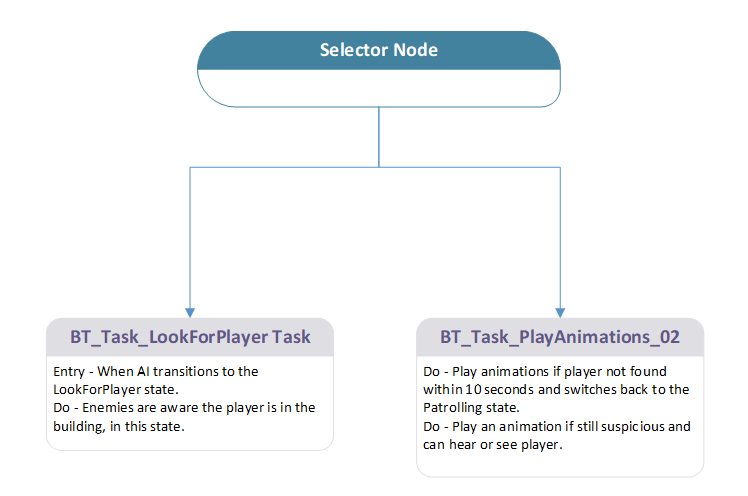 Selector Node
BT_Task_LookForPlayer Task
Entry - When AI transitions to the
LookForPlayer state.
Do - Enemies are aware the player is in the
building, in this state.
BT_Task_PlayAnimations_02
Do - Play animations if player not found
within 10 seconds and switches back to the
Patrolling state.
Do - Play an animation if still suspicious and
can hear or see player.